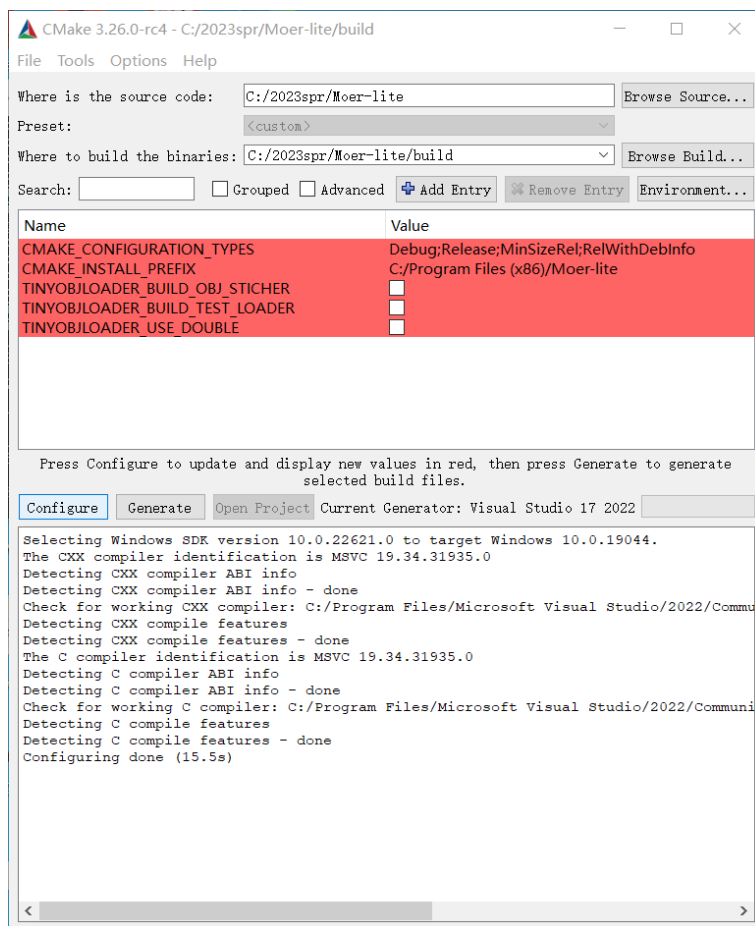 CMake 3.26.0-rc4 - C:/2023spr/Moer-lite/build
File Tools Options Help
Where is the source code: C:/2023spr/Moer-lite Browse Source...
Preset: <custom>
Where to build the binaries: C:/2023spr/Moer-lite/build Browse Build...
Search: Grouped Advanced Add Entry Remove Entry Environment...
Name Value
CMAKE_CONFIGURATION_TYPES Debug;Release;MinSizeRel;RelWithDebInfo
CMAKE_INSTALL_PREFIX C:/Program Files (x86)/Moer-lite
TINYOBJLOADER_BUILD_OBJ_STICHER
TINYOBJLOADER_BUILD_TEST_LOADER
TINYOBJLOADER_USE_DOUBLE
Press Configure to update and display new values in red, then press Generate to generate
selected build files.
Configure Generate Open Project Current Generator: Visual Studio 17 2022
Selecting Windows SDK version 10.0.22621.0 to target Windows 10.0.19044.
The CXX compiler identification is MSVC 19.34.31935.0
Detecting CXX compiler ABI info
Detecting CXX compiler ABI info - done
Check for working CXX compiler: C:/Program Files/Microsoft Visual Studio/2022/Commu
Detecting CXX compile features
Detecting CXX compile features - done
The C compiler identification is MSVC 19.34.31935.0
Detecting C compiler ABI info
Detecting C compiler ABI info - done
Check for working C compiler: C:/Program Files/Microsoft Visual Studio/2022/Communi
Detecting C compile features
Detecting C compile features - done
Configuring done (15.5s)